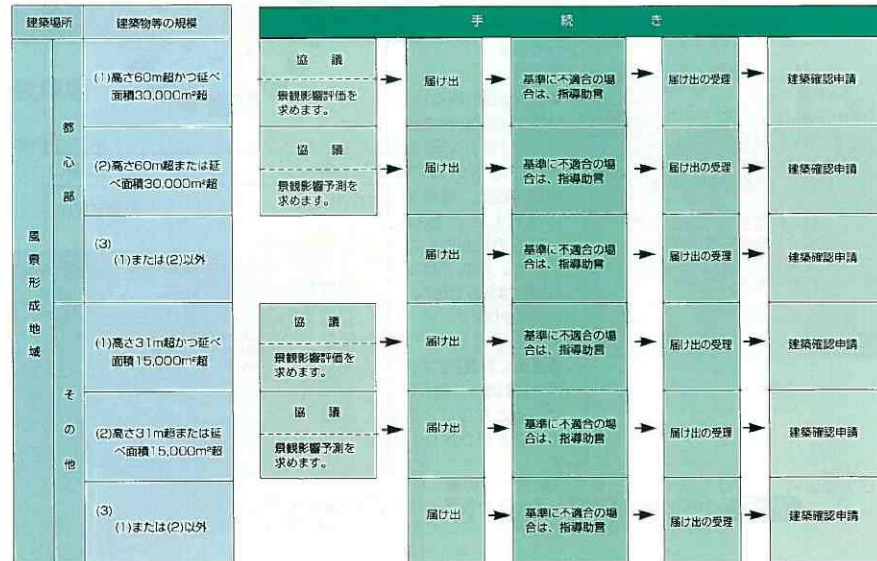 建築場所
建築物等の規模
手続き
風景形成地域
都心部
(1)高さ60m超かつ延べ
面積30,000m²超
協議
景観影響評価を
求めます。
届け出
基準に不適合の場
合は、指導助言
届け出の受理
建築確認申請
(2)高さ60m超または延
べ面積30,000m²超
協議
景観影響予測を
求めます。
届け出
基準に不適合の場
合は、指導助言
届け出の受理
建築確認申請
(3)
(1)または(2)以外
届け出
基準に不適合の場
合は、指導助言
届け出の受理
建築確認申請
その他
(1)高さ31m超かつ延べ
面積15,000m²超
協議
景観影響評価を
求めます。
届け出
基準に不適合の場
合は、指導助言
届け出の受理
建築確認申請
(2)高さ31m超または延
べ面積15,000m²超
協議
景観影響予測を
求めます。
届け出
基準に不適合の場
合は、指導助言
届け出の受理
建築確認申請
(3)
(1)または(2)以外
届け出
基準に不適合の場
合は、指導助言
届け出の受理
建築確認申請